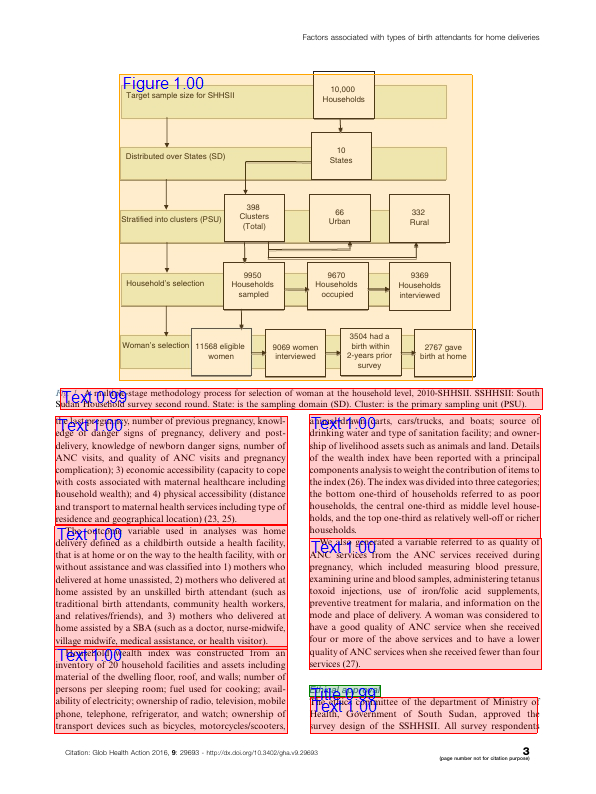 Factors associated with types of birth attendants for home deliveries
Figure 1.00
Target sample size for SHHSII
10,000
Households
Distributed over States (SD)
10
States
Stratified into clusters (PSU)
398
Clusters
(Total)
66
Urban
332
Rural
Household's selection
9950
Households
sampled
9670
Households
occupied
9369
Households
interviewed
Woman's selection
11568 eligible
women
9069 women
interviewed
3504 had a
birth within
2-years prior
survey
2767 gave
birth at home
Text 0.99
A multi-stage methodology process for selection of woman at the household level, 2010-SHHSII. SSHHSII: South
Sudan Household survey second round. State: is the sampling domain (SD). Cluster: is the primary sampling unit (PSU).
Text 1.00
the last pregnancy, number of previous pregnancy, knowl-
edge of danger signs of pregnancy, delivery and post-
delivery, knowledge of newborn danger signs, number of
ANC visits, and quality of ANC visits and pregnancy
complication); 3) economic accessibility (capacity to cope
with costs associated with maternal healthcare including
household wealth); and 4) physical accessibility (distance
and transport to maternal health services including type of
residence and geographical location) (23, 25).
Text 1.00
The outcome variable used in analyses was home
delivery defined as a childbirth outside a health facility,
that is at home or on the way to the health facility, with or
without assistance and was classified into 1) mothers who
delivered at home unassisted, 2) mothers who delivered at
home assisted by an unskilled birth attendant (such as
traditional birth attendants, community health workers,
and relatives/friends), and 3) mothers who delivered at
home assisted by a SBA (such as a doctor, nurse-midwife,
village midwife, medical assistance, or health visitor).
Text 1.00
Household wealth index was constructed from an
inventory of 20 household facilities and assets including
material of the dwelling floor, roof, and walls; number of
persons per sleeping room; fuel used for cooking; avail-
ability of electricity; ownership of radio, television, mobile
phone, telephone, refrigerator, and watch; ownership of
transport devices such as bicycles, motorcycles/scooters,
Text 1.00
animal-drawn carts, cars/trucks, and boats; source of
drinking water and type of sanitation facility; and owner-
ship of livelihood assets such as animals and land. Details
of the wealth index have been reported with a principal
components analysis to weight the contribution of items to
the index (26). The index was divided into three categories;
the bottom one-third of households referred to as poor
households, the central one-third as middle level house-
holds, and the top one-third as relatively well-off or richer
households.
Text 1.00
We also generated a variable referred to as quality of
ANC services from the ANC services received during
pregnancy, which included measuring blood pressure,
examining urine and blood samples, administering tetanus
toxoid injections, use of iron/folic acid supplements,
preventive treatment for malaria, and information on the
mode and place of delivery. A woman was considered to
have a good quality of ANC service when she received
four or more of the above services and to have a lower
quality of ANC services when she received fewer than four
services (27).
Ethical approval
Title 0.99
Text 1.00
The ethics committee of the department of Ministry of
Health, Government of South Sudan, approved the
survey design of the SSHHSII. All survey respondents
Citation: Glob Health Action 2016, 9: 29693 - http://dx.doi.org/10.3402/gha.v9.29693
3
(page number not for citation purpose)